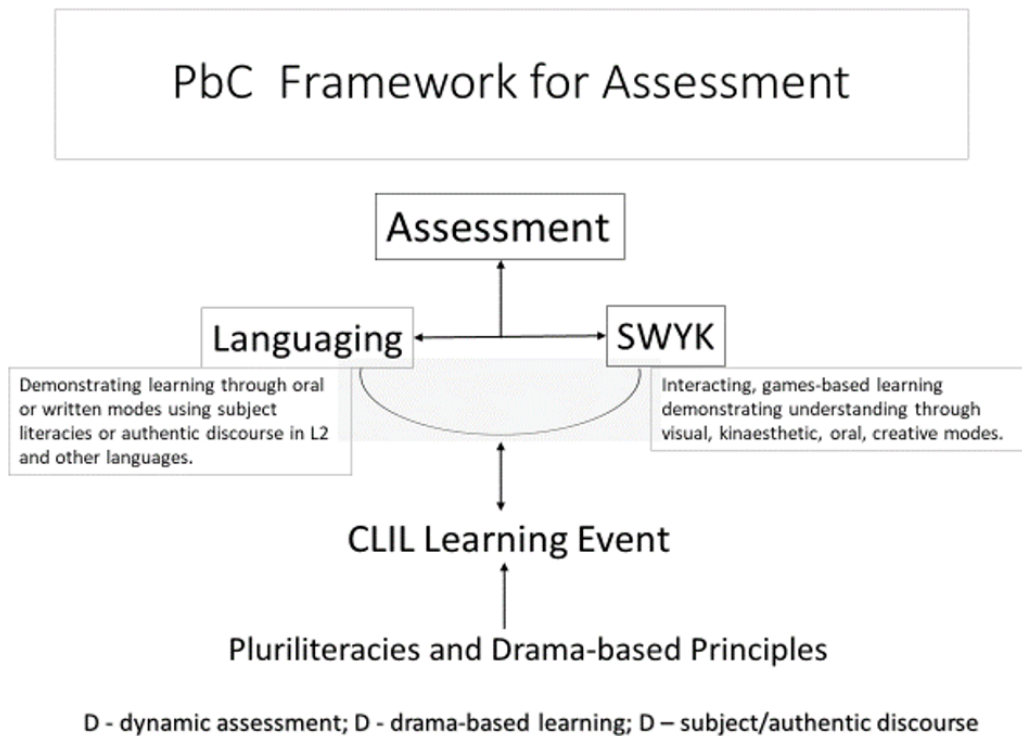 PbC Framework for Assessment
Assessment
Languaging
SWYK
Demonstrating learning through oral
or written modes using subject
literacies or authentic discourse in L2
and other languages.
Interacting, games-based learning
demonstrating understanding through
visual, kinaesthetic, oral, creative modes.
CLIL Learning Event
Pluriliteracies and Drama-based Principles
D - dynamic assessment; D - drama-based learning; D – subject/authentic discourse